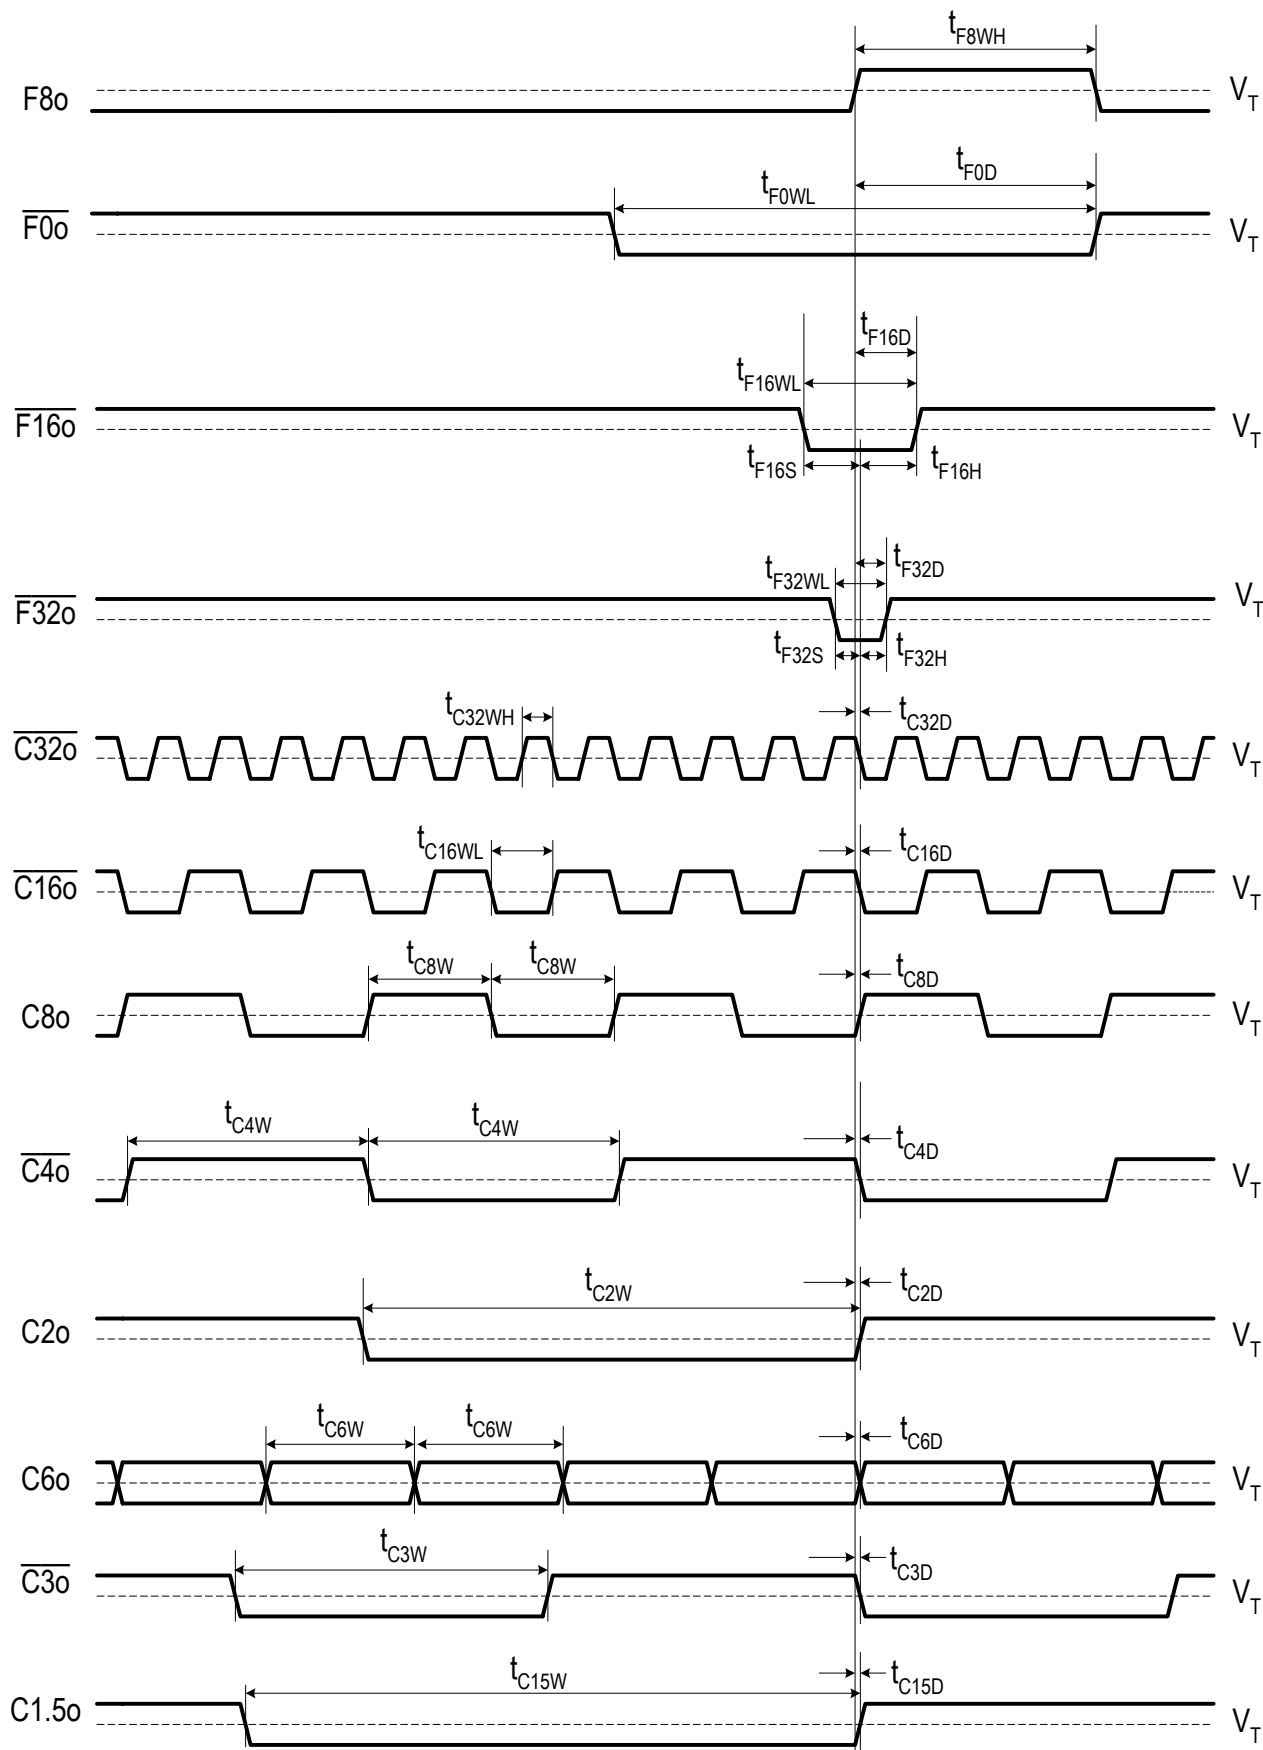 tF8WH
F8o VT
tF0D
tF0WL
F0o VT
tF16D
tF16WL
F16o VT
tF16S tF16H
tF32D
tF32WL
F32o VT
tF32S tF32H
tC32WH tC32D
C32o VT
tC16WL tC16D
C16o VT
tC8W tC8W tC8D
C8o VT
tC4W tC4W tC4D
C4o VT
tC2W tC2D
C2o VT
tC6W tC6W tC6D
C6o VT
tC3W tC3D
C3o VT
tC15W tC15D
C1.5o VT